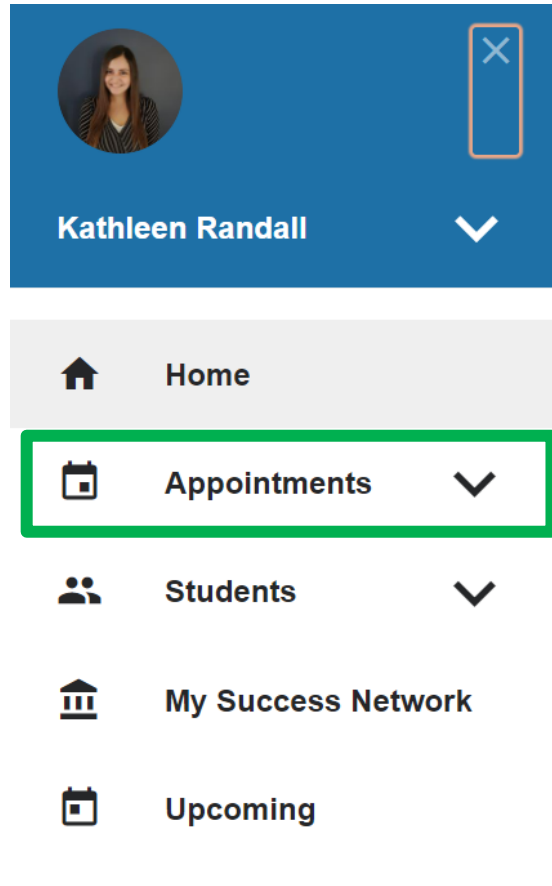 Kathleen Randall
Home
Appointments
Students
My Success Network
Upcoming